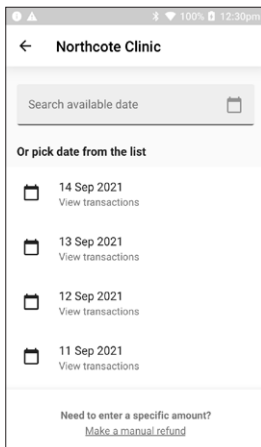 100% 12:30pm
Northcote Clinic
Search available date
Or pick date from the list
14 Sep 2021
View transactions
13 Sep 2021
View transactions
12 Sep 2021
View transactions
11 Sep 2021
View transactions
Need to enter a specific amount?
Make a manual refund